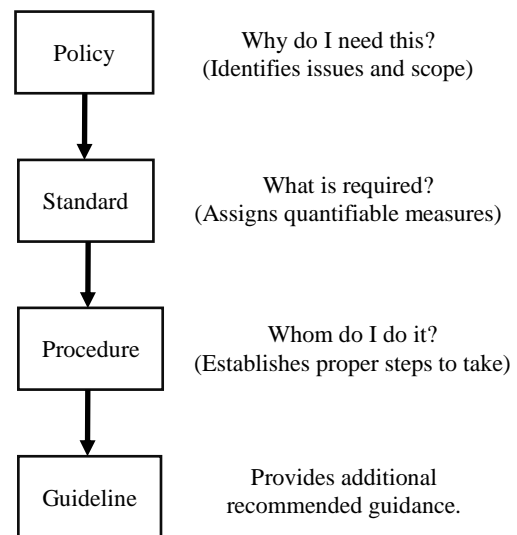 Policy
Why do I need this?
(Identifies issues and scope)
Standard
What is required?
(Assigns quantifiable measures)
Procedure
Whom do I do it?
(Establishes proper steps to take)
Guideline
Provides additional
recommended guidance.